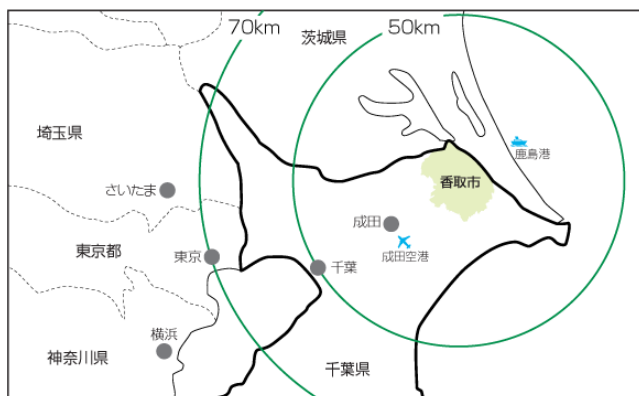 70km
50km
茨城県
埼玉県
鹿島港
香取市
さいたま
成田
東京都
東京
成田空港
千葉
横浜
神奈川県
千葉県